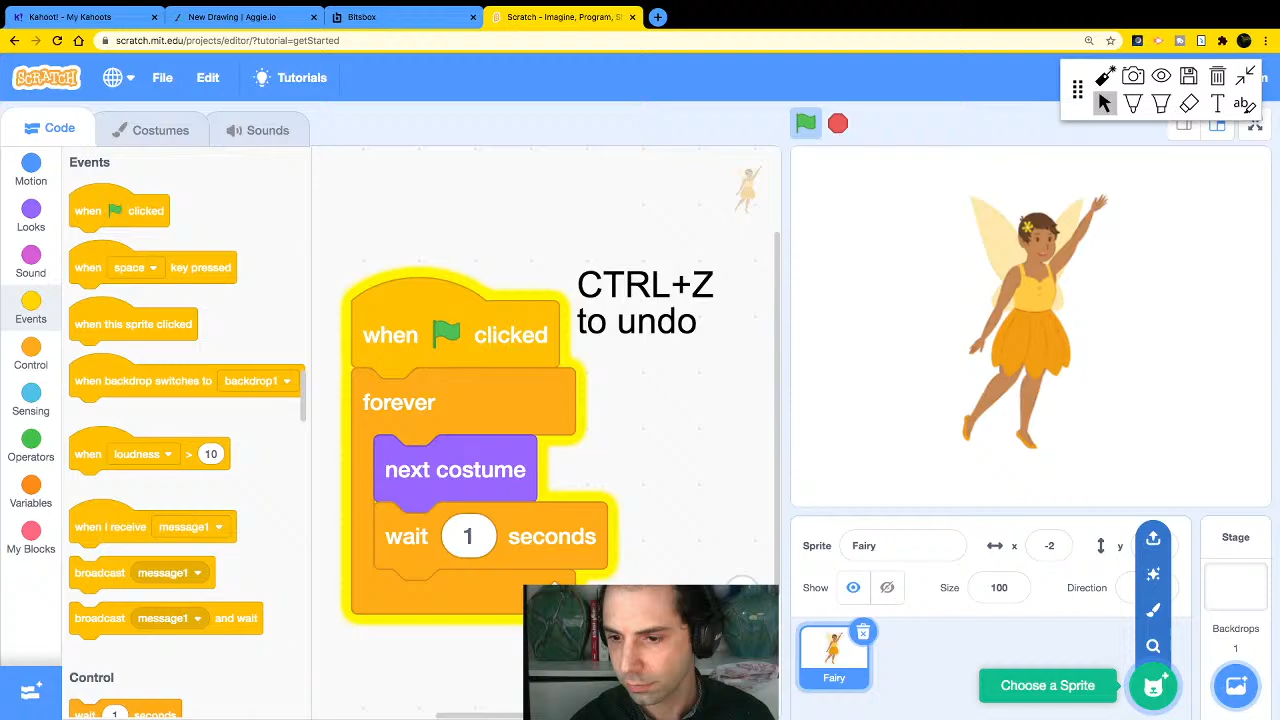 Kahoot! - My Kahoots
New Drawing | Aggie.io
Bitsbox
Scratch - Imagine, Program, S
scratch.mit.edu/projects/editor/?tutorial=getStarted
SCRATCH
File
Edit
Tutorials
Code
Costumes
Sounds
Motion
Looks
Sound
Events
Control
Sensing
Operators
Variables
My Blocks
Events
when clicked
when space key pressed
when this sprite clicked
when backdrop switches to backdrop1
when loudness > 10
when I receive message1
broadcast message1
broadcast message1 and wait
Control
wait 1 seconds
when clicked
forever
next costume
wait 1 seconds
CTRL+Z
to undo
T
ab
Sprite
Fairy
x
-2
y
Show
Size
100
Direction
Fairy
Choose a Sprite
Stage
Backdrops
1